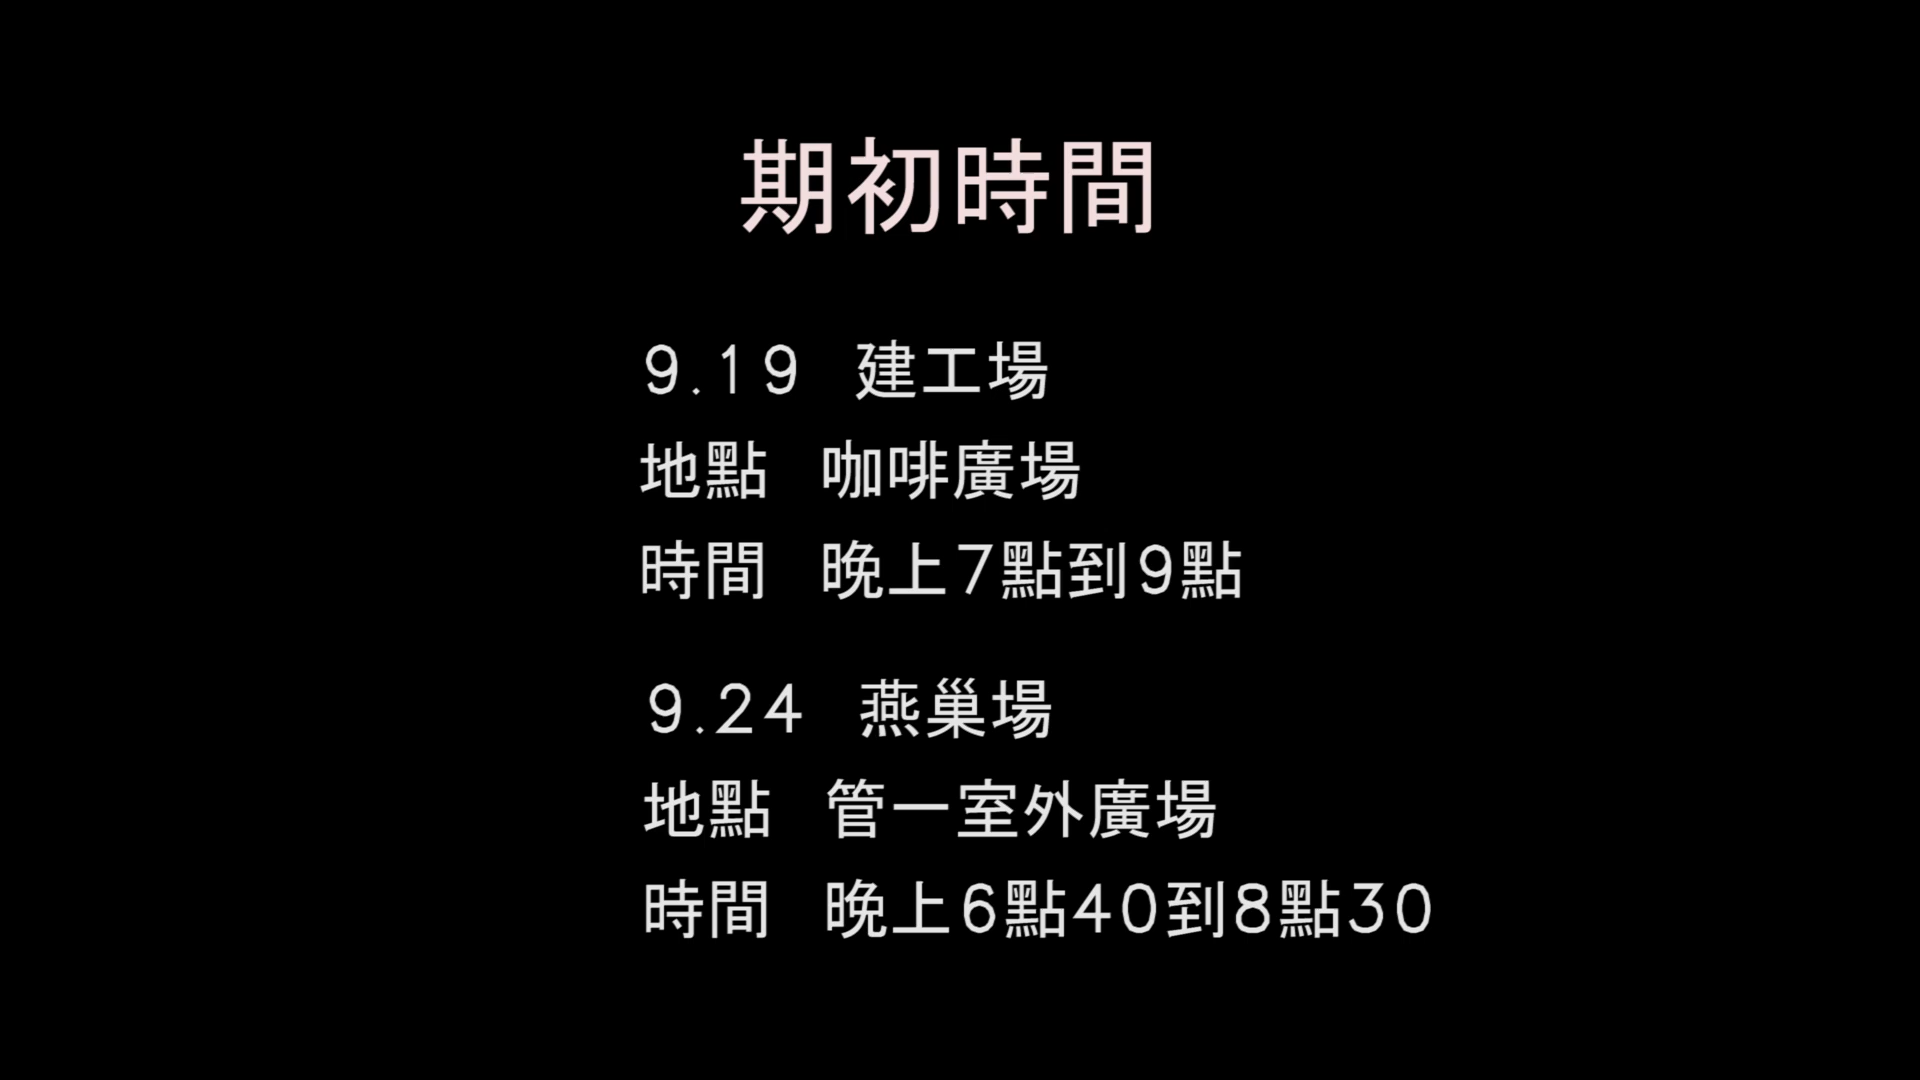 期初時間
9.19 建工場
地點 咖啡廣場
時間 晚上7點到9點
9.24 燕巢場
地點 管一室外廣場
時間 晚上6點40到8點30